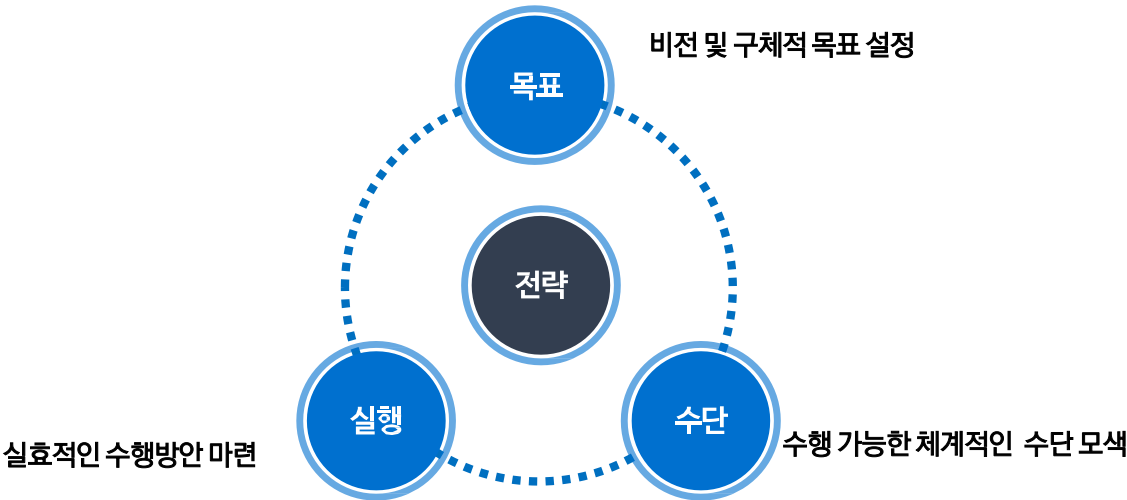 비전 및 구체적 목표 설정
목표
전략
실행
수단
수행 가능한 체계적인 수단 모색
실효적인 수행방안 마련